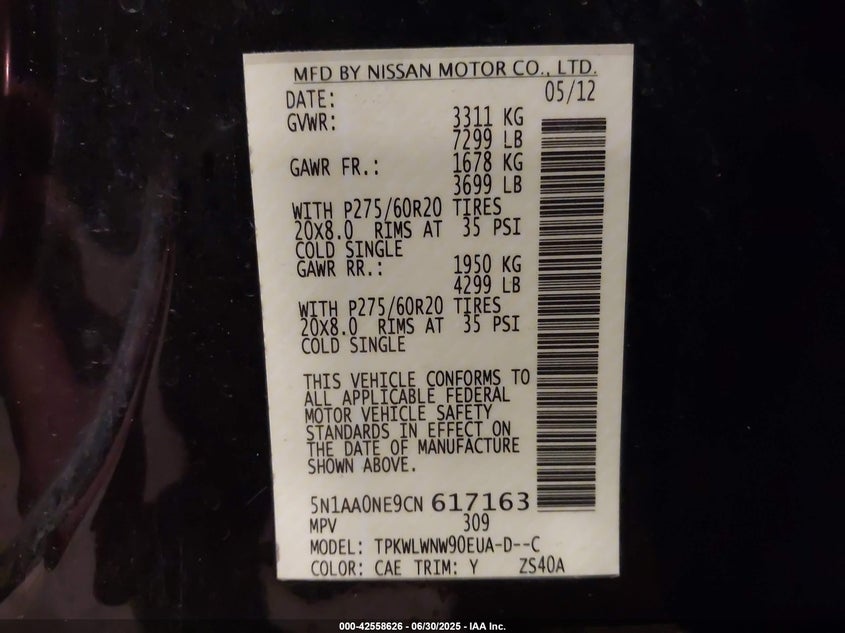 MFD BY NISSAN MOTOR CO., LTD.
DATE: 05/12
GVWR: 3311 KG
7299 LB
GAWR FR.: 1678 KG
3699 LB
WITH P275/60R20 TIRES
20X8.0 RIMS AT 35 PSI
COLD SINGLE
GAWR RR.: 1950 KG
4299 LB
WITH P275/60R20 TIRES
20X8.0 RIMS AT 35 PSI
COLD SINGLE
THIS VEHICLE CONFORMS TO
ALL APPLICABLE FEDERAL
MOTOR VEHICLE SAFETY
STANDARDS IN EFFECT ON
THE DATE OF MANUFACTURE
SHOWN ABOVE.
5N1AA0NE9CN 617163
MPV 309
MODEL: TPKWLWNW90EUA-D--C
COLOR: CAE TRIM: Y ZS40A
000-42558626 - 06/30/2025 - IAA Inc.